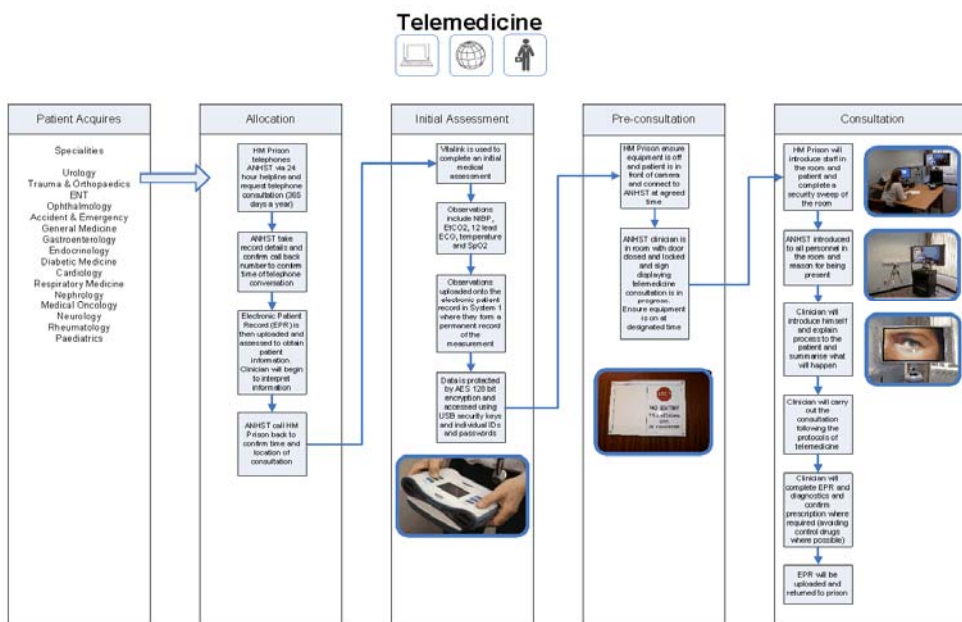 Telemedicine
Patient Acquires
Specialities
Urology
Trauma & Orthopaedics
ENT
Ophthalmology
Accident & Emergency
General Medicine
Gastroenterology
Endocrinology
Diabetic Medicine
Cardiology
Respiratory Medicine
Nephrology
Medical Oncology
Neurology
Rheumatology
Paediatrics
Allocation
HM Prison
telephones
ANHST via 24
hour helpline and
request telephone
consultation (365
days a year)
ANHST take
record details and
confirm call back
number to confirm
time of telephone
conversation
Electronic Patient
Record (EPR) is
then uploaded and
assessed to obtain
patient
information.
Clinician will begin
to interpret
information
ANHST call HM
Prison back to
confirm time and
location of
consultation
Initial Assessment
Vitalink is used to
complete an initial
medical
assessment
Observations
include NIBP,
EtCO2, 12 lead
ECO, temperature
and SpO2
Observations
uploaded onto the
electronic patient
record in System 1
where they form a
permanent record
of the
measurement
Data is protected
by AES 128 bit
encryption and
accessed using
USB security keys
and individual IDs
and passwords
Pre-consultation
HM Prison ensure
equipment is off
and patient is in
front of camera
and connect to
ANHST at agreed
time
ANHST clinician is
in room with door
closed and locked
and sign
displaying
telemedicine
consultation is in
progress.
Ensure equipment
is on at
designated time
NO ENTRY
Consultation
HM Prison will
introduce staff in
the room and
patient and
complete a
security sweep of
the room
ANHST introduced
to all personnel in
the room and
reason for being
present
Clinician will
introduce himself
and explain
process to the
patient and
summarise what
will happen
Clinician will carry
out the
consultation
following the
protocols of
telemedicine
Clinician will
complete EPR and
diagnostics and
confirm
prescription where
required (avoiding
control drugs
where possible)
EPR will be
uploaded and
returned to prison